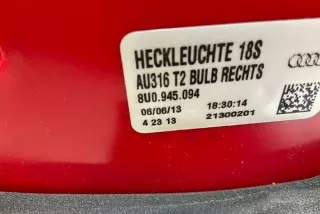 HECKLEUCHTE 18S
AU316 T2 BULB RECHTS
8U0.945.094
06/06/13 18:30:14
4 23 13 21300201